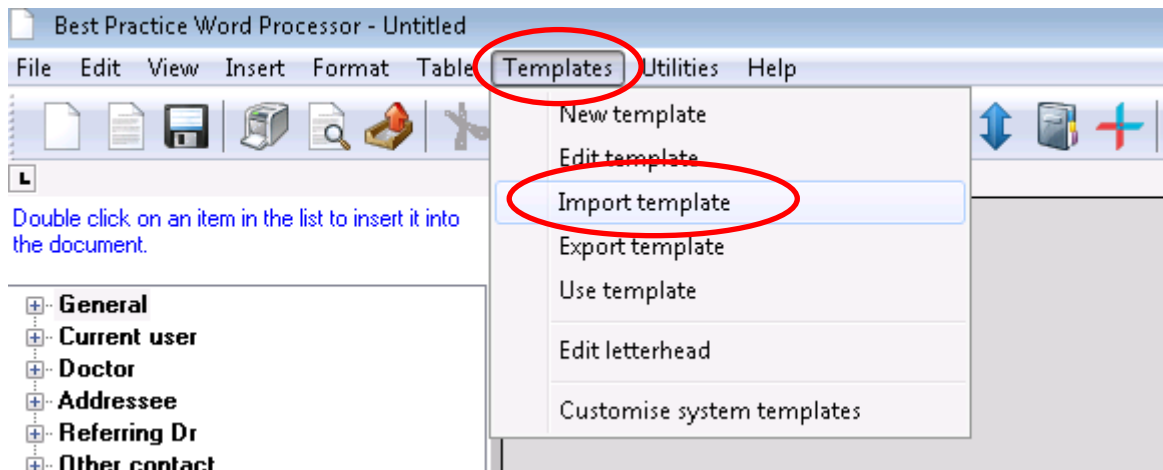 Best Practice Word Processor - Untitled
File Edit View Insert Format Table Templates Utilities Help
New template
Edit template
Import template
Export template
Use template
Edit letterhead
Customise system templates
L
Double click on an item in the list to insert it into
the document.
General
Current user
Doctor
Addressee
Referring Dr
Other contact